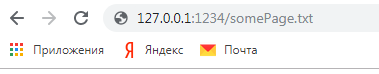 127.0.0.1:1234/somePage.txt
Приложения Яндекс Почта